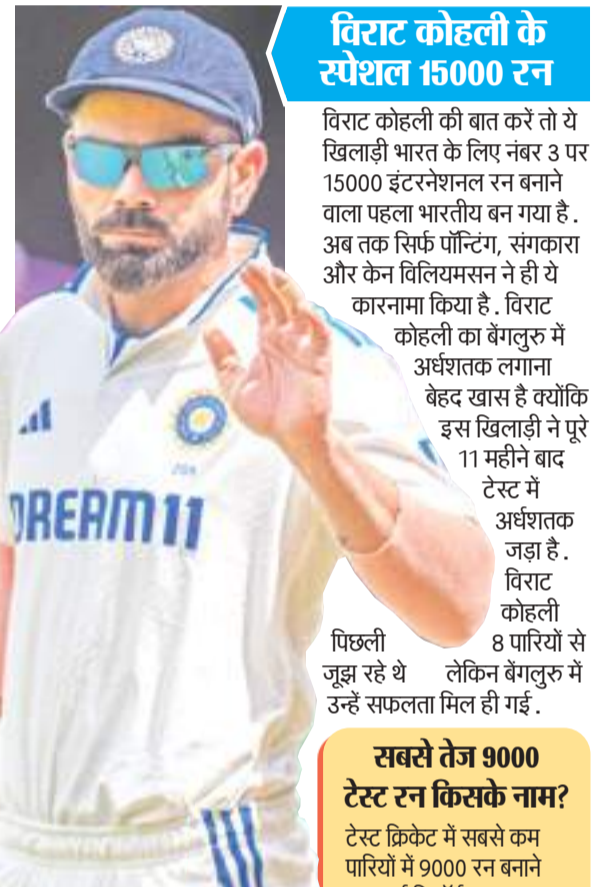 विराट कोहली के
स्पेशल 15000 रन
विराट कोहली की बात करें तो ये
खिलाड़ी भारत के लिए नंबर 3 पर
15000 इंटरनेशनल रन बनाने
वाला पहला भारतीय बन गया है.
अब तक सिर्फ पॉन्टिंग, संगकारा
और केन विलियमसन ने ही ये
कारनामा किया है. विराट
कोहली का बेंगलुरु में
अर्धशतक लगाना
बेहद खास है क्योंकि
इस खिलाड़ी ने पूरे
11 महीने बाद
टेस्ट में
अर्धशतक
जड़ा है.
विराट
कोहली
पिछली 8 पारियों से
जूझ रहे थे लेकिन बेंगलुरु में
उन्हें सफलता मिल ही गई.
DREAM11
सबसे तेज 9000
टेस्ट रन किसके नाम?
टेस्ट क्रिकेट में सबसे कम
पारियों में 9000 रन बनाने